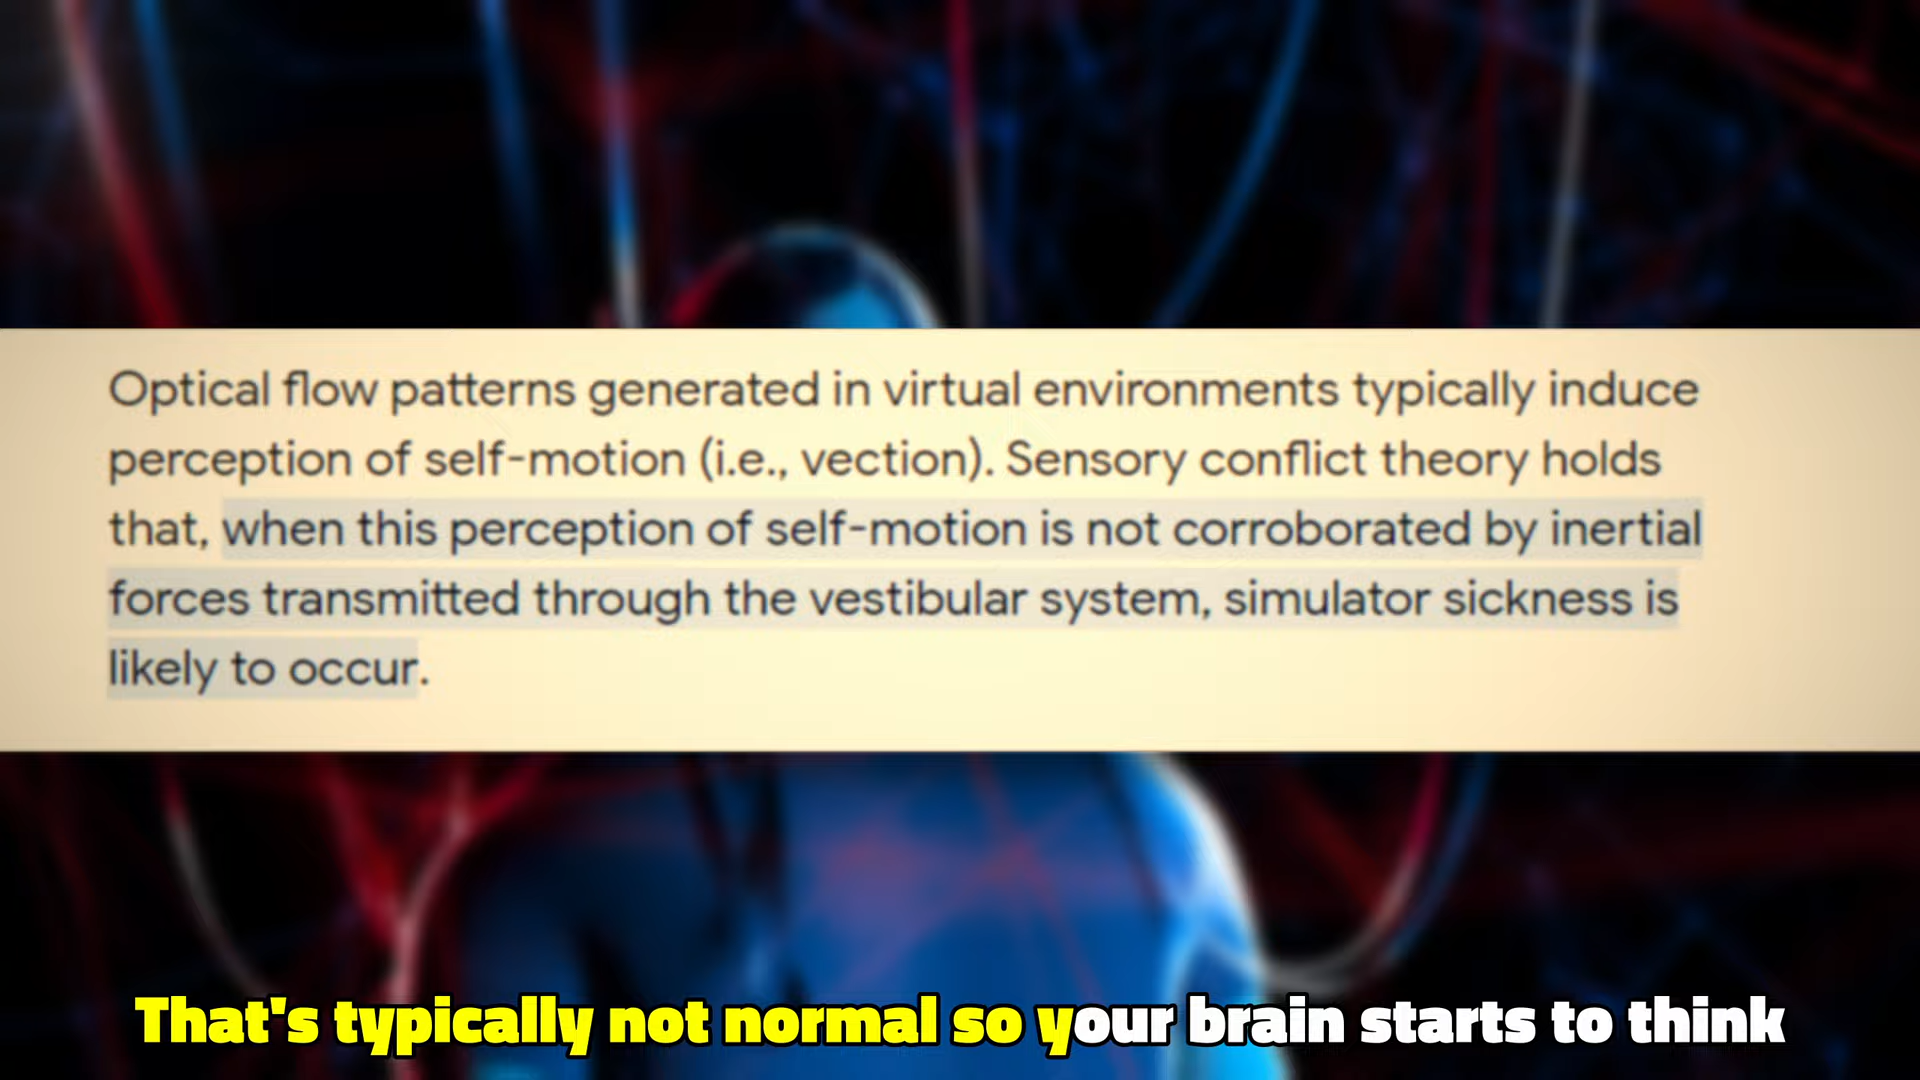 Optical flow patterns generated in virtual environments typically induce
perception of self-motion (i.e., vection). Sensory conflict theory holds
that, when this perception of self-motion is not corroborated by inertial
forces transmitted through the vestibular system, simulator sickness is
likely to occur.
That's typically not normal so your brain starts to think